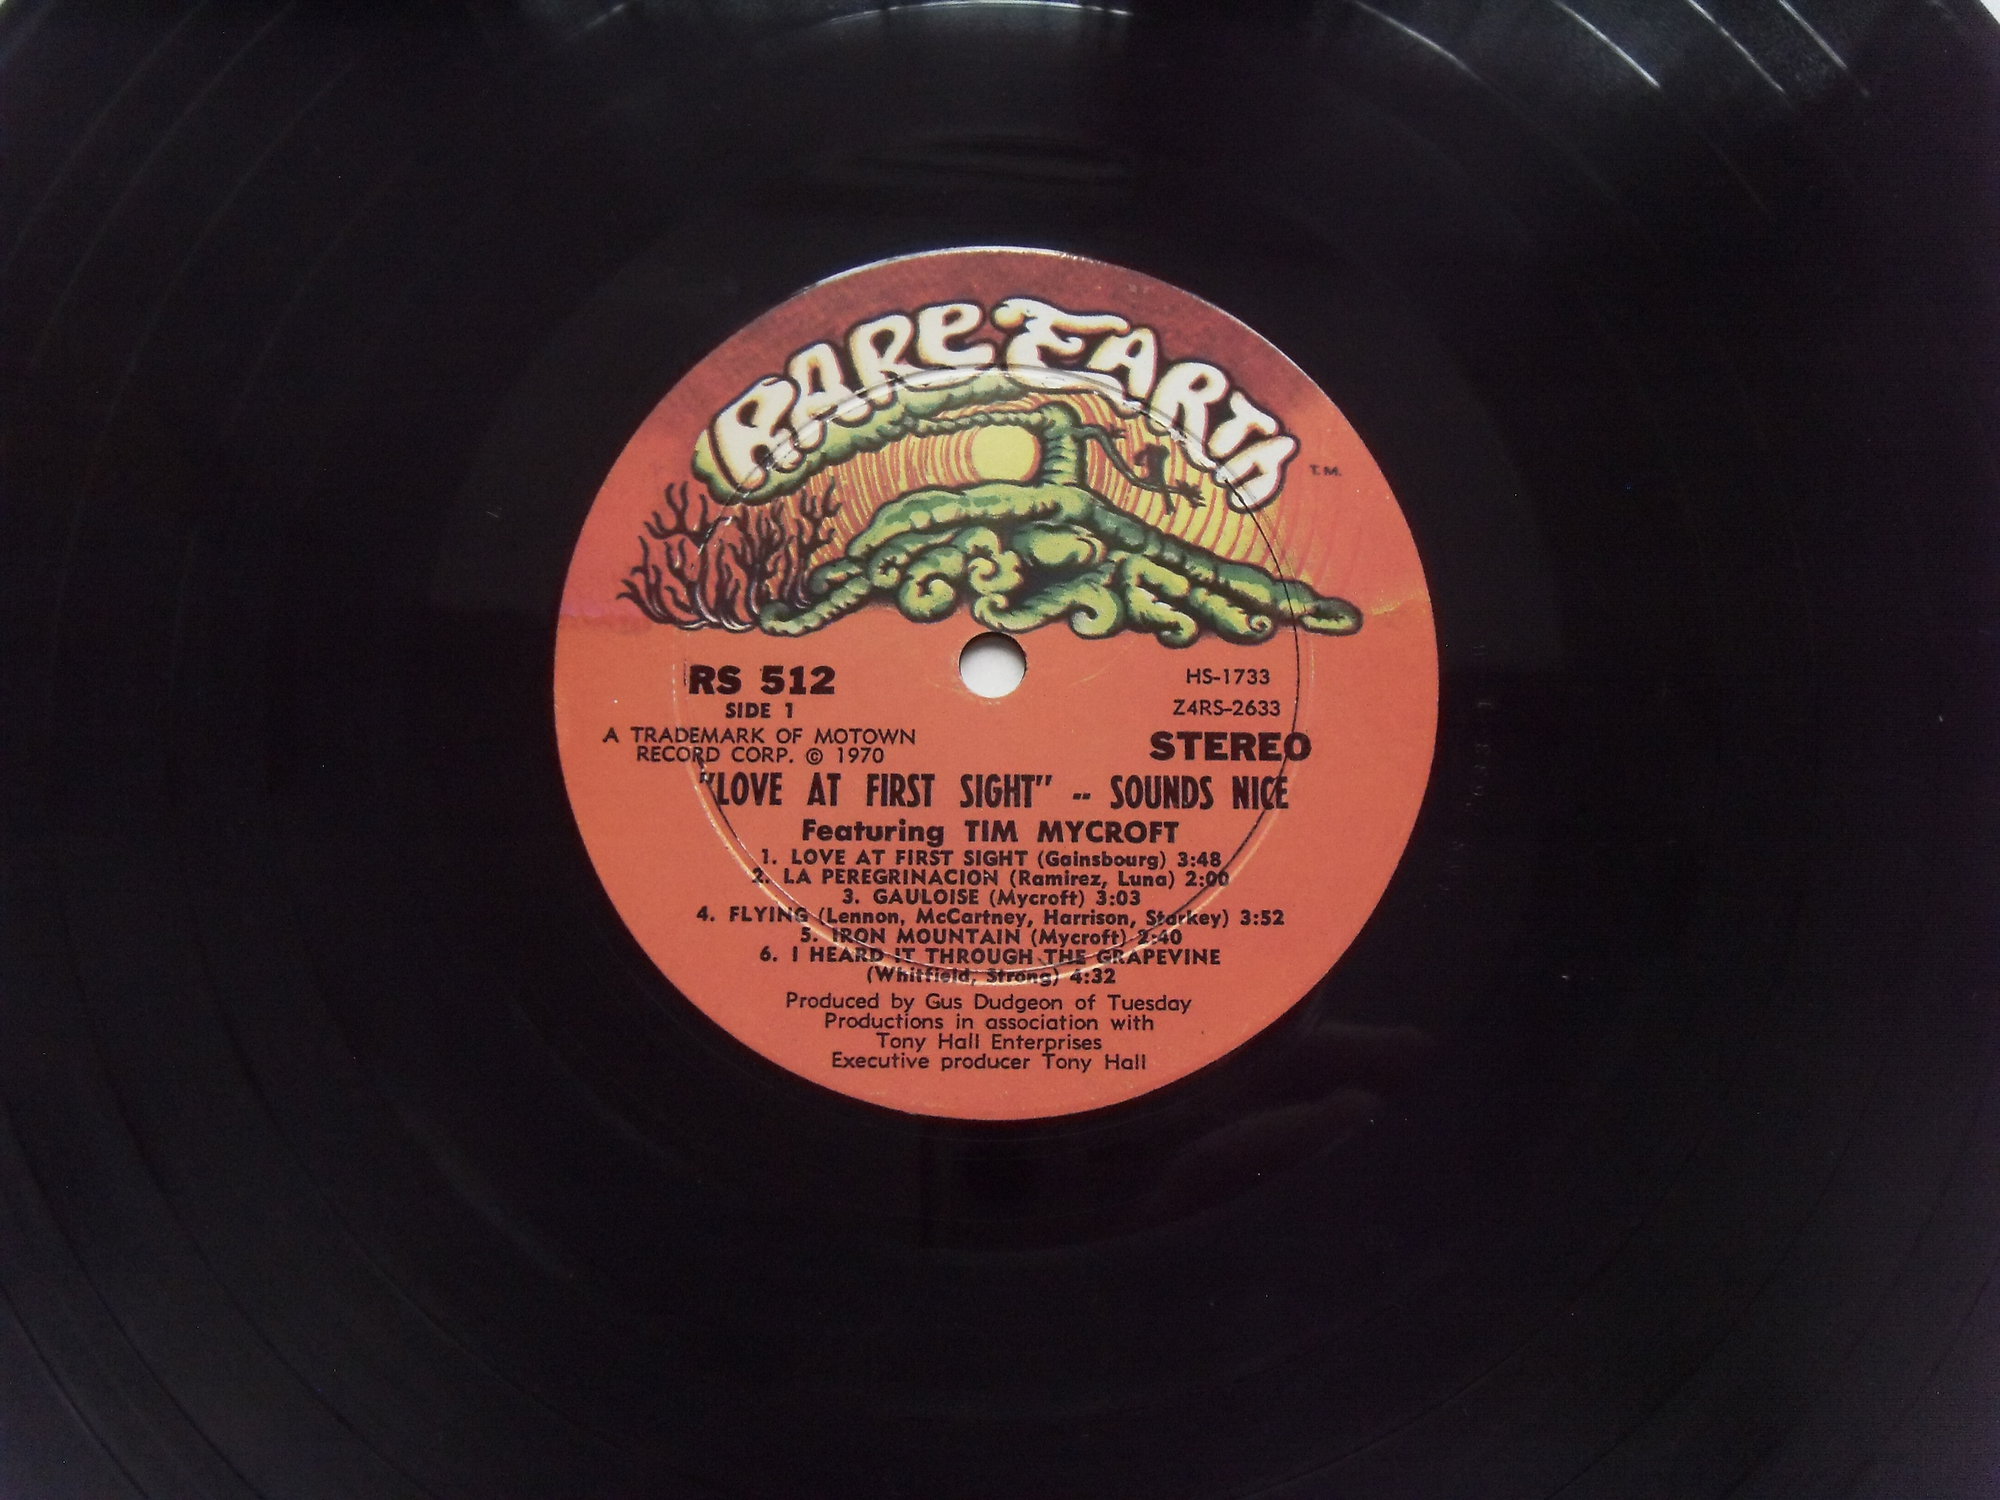 RARE EARTH
T.M.
RS 512
SIDE 1
A TRADEMARK OF MOTOWN
RECORD CORP. © 1970
HS-1733
Z4RS-2633
STEREO
"LOVE AT FIRST SIGHT" -- SOUNDS NICE
Featuring TIM MYCROFT
1. LOVE AT FIRST SIGHT (Gainsbourg) 3:48
2. LA PEREGRINACION (Ramirez, Luna) 2:00
3. GAULOISE (Mycroft) 3:03
4. FLYING (Lennon, McCartney, Harrison, Starkey) 3:52
5. IRON MOUNTAIN (Mycroft) 2:40
6. I HEARD IT THROUGH THE GRAPEVINE
(Whitfield, Strong) 4:32
Produced by Gus Dudgeon of Tuesday
Productions in association with
Tony Hall Enterprises
Executive producer Tony Hall